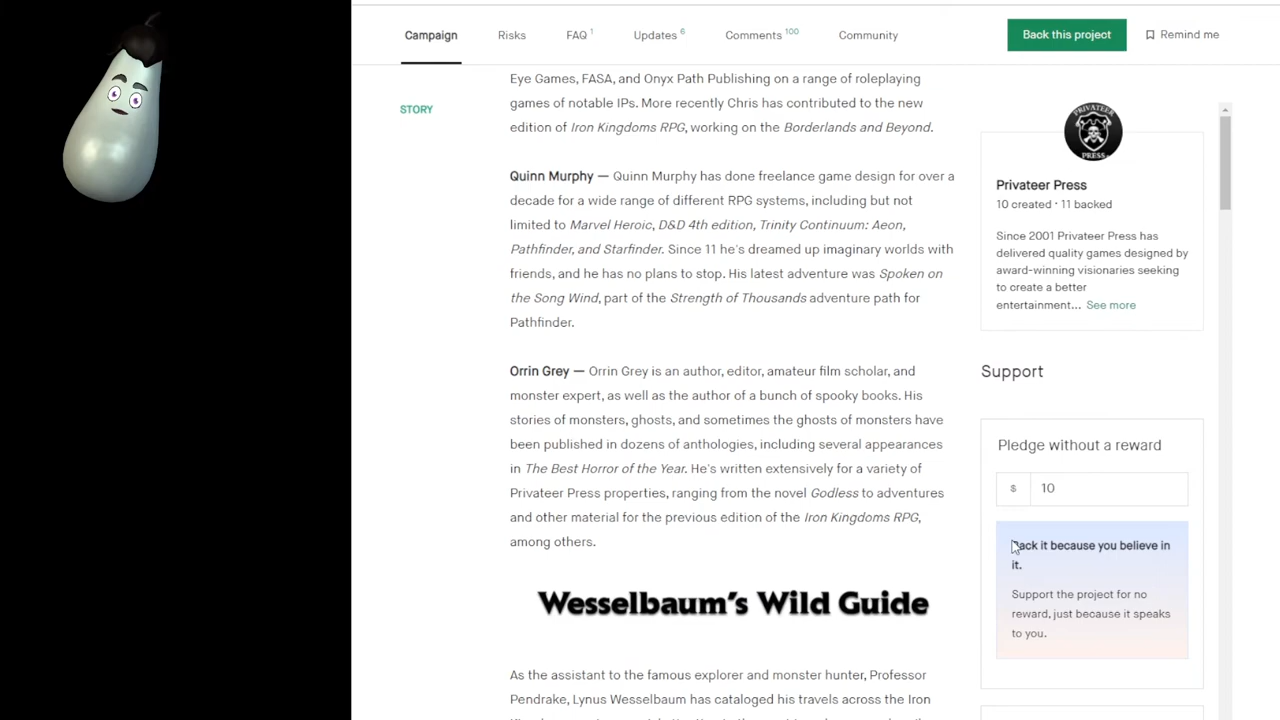 Campaign
Risks
FAQ 1
Updates 6
Comments 100
Community
Back this project
Remind me
STORY
Eye Games, FASA, and Onyx Path Publishing on a range of roleplaying
games of notable IPs. More recently Chris has contributed to the new
edition of Iron Kingdoms RPG, working on the Borderlands and Beyond.
Quinn Murphy — Quinn Murphy has done freelance game design for over a
decade for a wide range of different RPG systems, including but not
limited to Marvel Heroic, D&D 4th edition, Trinity Continuum: Aeon,
Pathfinder, and Starfinder. Since 11 he's dreamed up imaginary worlds with
friends, and he has no plans to stop. His latest adventure was Spoken on
the Song Wind, part of the Strength of Thousands adventure path for
Pathfinder.
Orrin Grey — Orrin Grey is an author, editor, amateur film scholar, and
monster expert, as well as the author of a bunch of spooky books. His
stories of monsters, ghosts, and sometimes the ghosts of monsters have
been published in dozens of anthologies, including several appearances
in The Best Horror of the Year. He's written extensively for a variety of
Privateer Press properties, ranging from the novel Godless to adventures
and other material for the previous edition of the Iron Kingdoms RPG,
among others.
Wesselbaum's Wild Guide
As the assistant to the famous explorer and monster hunter, Professor
Pendrake, Lynus Wesselbaum has cataloged his travels across the Iron
PRIVATEER
PRESS
Privateer Press
10 created · 11 backed
Since 2001 Privateer Press has
delivered quality games designed by
award-winning visionaries seeking
to create a better
entertainment... See more
Support
Pledge without a reward
$ 10
Back it because you believe in
it.
Support the project for no
reward, just because it speaks
to you.